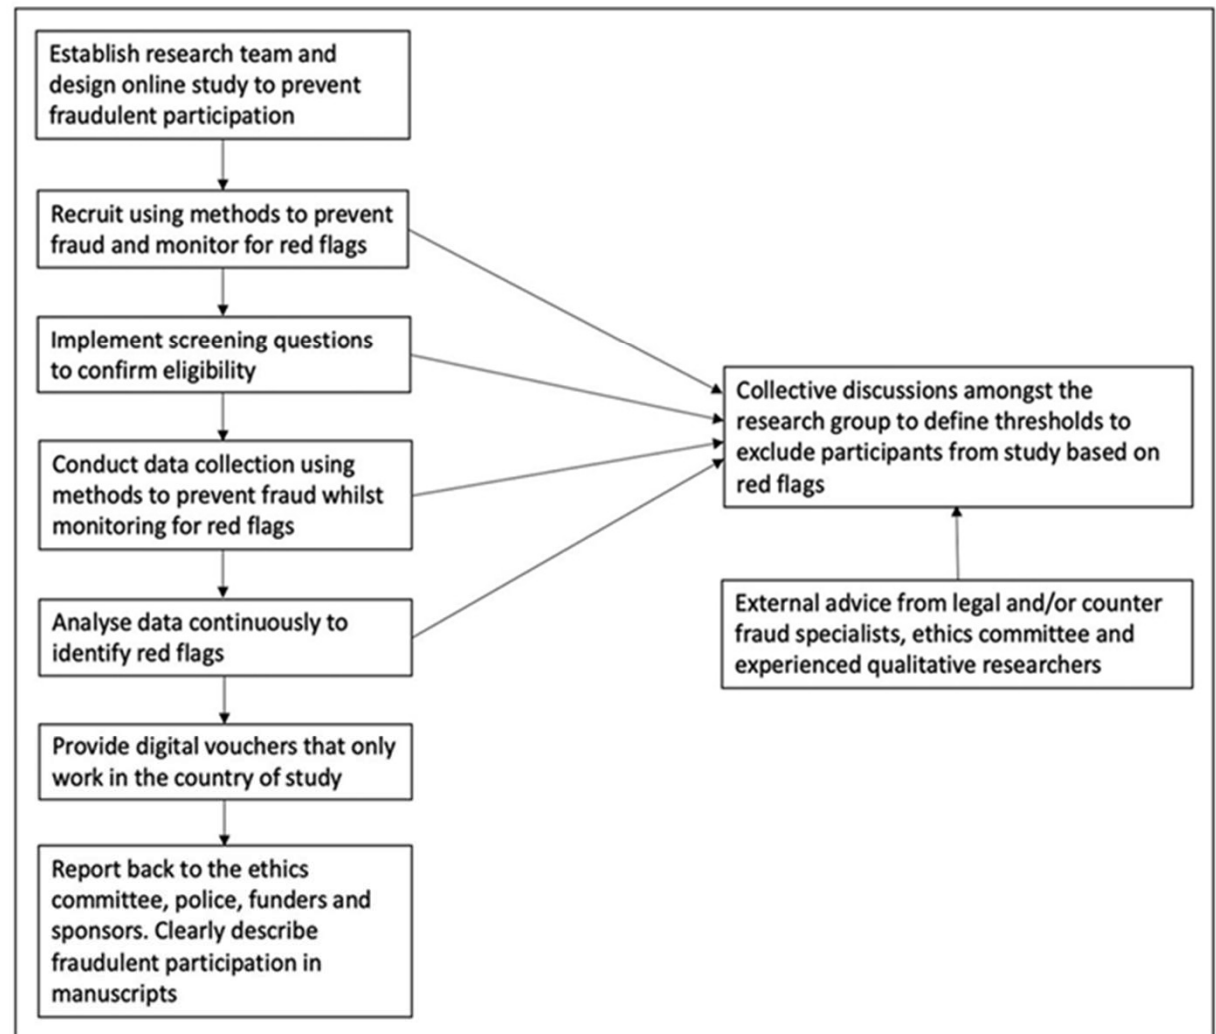 Establish research team and
design online study to prevent
fraudulent participation
Recruit using methods to prevent
fraud and monitor for red flags
Implement screening questions
to confirm eligibility
Conduct data collection using
methods to prevent fraud whilst
monitoring for red flags
Analyse data continuously to
identify red flags
Provide digital vouchers that only
work in the country of study
Report back to the ethics
committee, police, funders and
sponsors. Clearly describe
fraudulent participation in
manuscripts
Collective discussions amongst the
research group to define thresholds to
exclude participants from study based on
red flags
External advice from legal and/or counter
fraud specialists, ethics committee and
experienced qualitative researchers